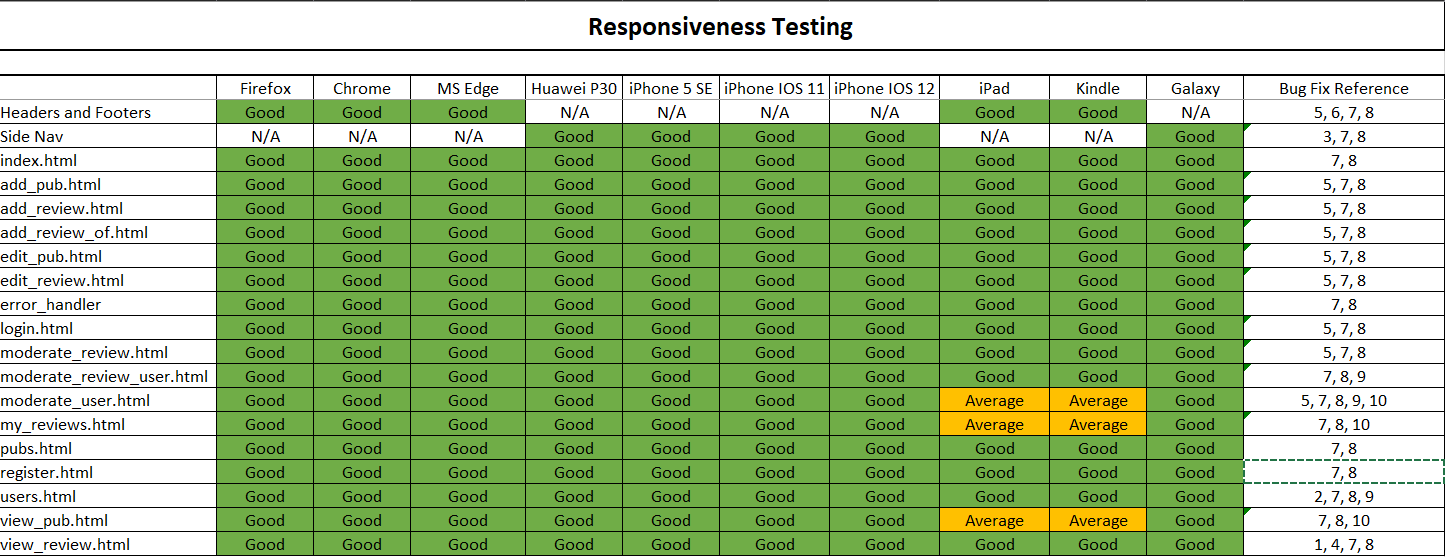 Responsiveness Testing
Firefox Chrome MS Edge Huawei P30 iPhone 5 SE iPhone IOS 11 iPhone IOS 12 iPad Kindle Galaxy Bug Fix Reference
Headers and Footers Good Good Good N/A N/A N/A N/A Good Good N/A 5, 6, 7, 8
Side Nav N/A N/A N/A Good Good Good Good N/A N/A Good 3, 7, 8
index.html Good Good Good Good Good Good Good Good Good Good 7, 8
add_pub.html Good Good Good Good Good Good Good Good Good Good 5, 7, 8
add_review.html Good Good Good Good Good Good Good Good Good Good 5, 7, 8
add_review_of.html Good Good Good Good Good Good Good Good Good Good 5, 7, 8
edit_pub.html Good Good Good Good Good Good Good Good Good Good 5, 7, 8
edit_review.html Good Good Good Good Good Good Good Good Good Good 5, 7, 8
error_handler Good Good Good Good Good Good Good Good Good Good 7, 8
login.html Good Good Good Good Good Good Good Good Good Good 5, 7, 8
moderate_review.html Good Good Good Good Good Good Good Good Good Good 5, 7, 8
moderate_review_user.html Good Good Good Good Good Good Good Good Good Good 7, 8, 9
moderate_user.html Good Good Good Good Good Good Good Average Average Good 5, 7, 8, 9, 10
my_reviews.html Good Good Good Good Good Good Good Average Average Good 7, 8, 10
pubs.html Good Good Good Good Good Good Good Good Good Good 7, 8
register.html Good Good Good Good Good Good Good Good Good Good 7, 8
users.html Good Good Good Good Good Good Good Good Good Good 2, 7, 8, 9
view_pub.html Good Good Good Good Good Good Good Average Average Good 7, 8, 10
view_review.html Good Good Good Good Good Good Good Good Good Good 1, 4, 7, 8